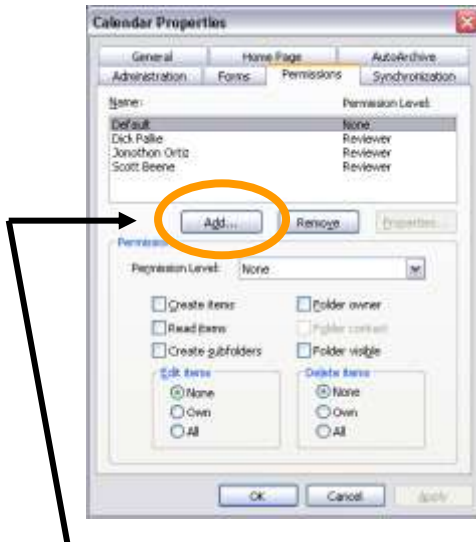 Calendar Properties
General Home Page AutoArchive
Administration Forms Permissions Synchronization
Name: Permission Level:
Default None
Dick Palke Reviewer
Jonothon Ortiz Reviewer
Scott Beene Reviewer
Add... Remove Properties...
Permission Level: None
Create items Folder owner
Read items Folder contact
Create subfolders Folder visible
Edit items Delete items
None None
Own Own
All All
OK Cancel Apply